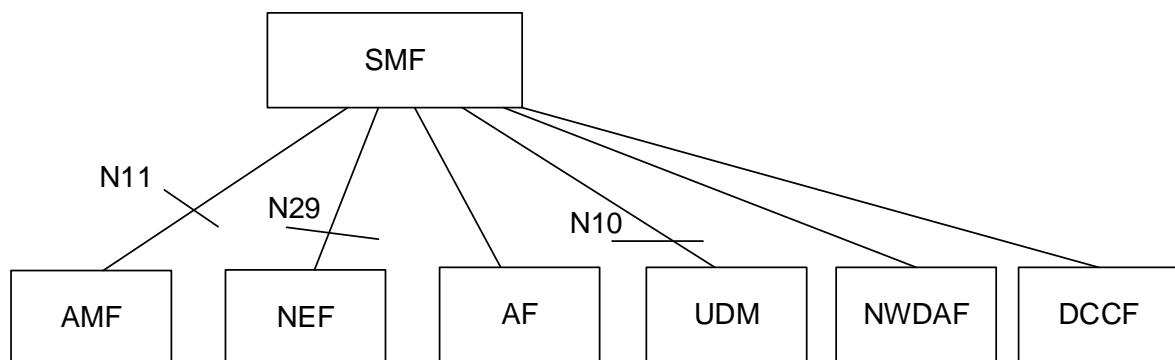 SMF
N11
N29
N10
AMF
NEF
AF
UDM
NWDAF
DCCF